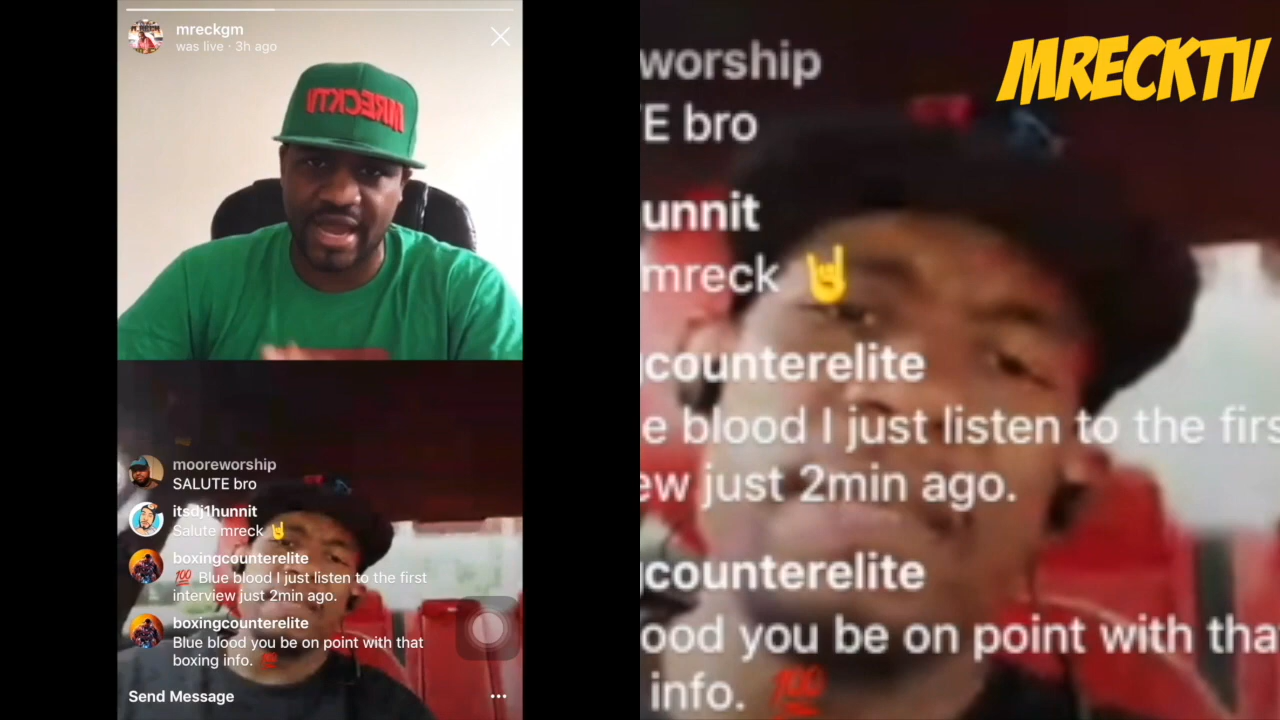 mreckgm
was live · 3h ago
MRECKTV
mooreworship
SALUTE bro
itsdj1hunnit
Salute mreck 🤘
boxingcounterelite
💯 Blue blood I just listen to the first
interview just 2min ago.
boxingcounterelite
Blue blood you be on point with that
boxing info. 💯
Send Message
MRECKTV
worship
E bro
unnit
mreck 🤘
counterelite
e blood I just listen to the firs
ew just 2min ago.
counterelite
ood you be on point with tha
info. 💯